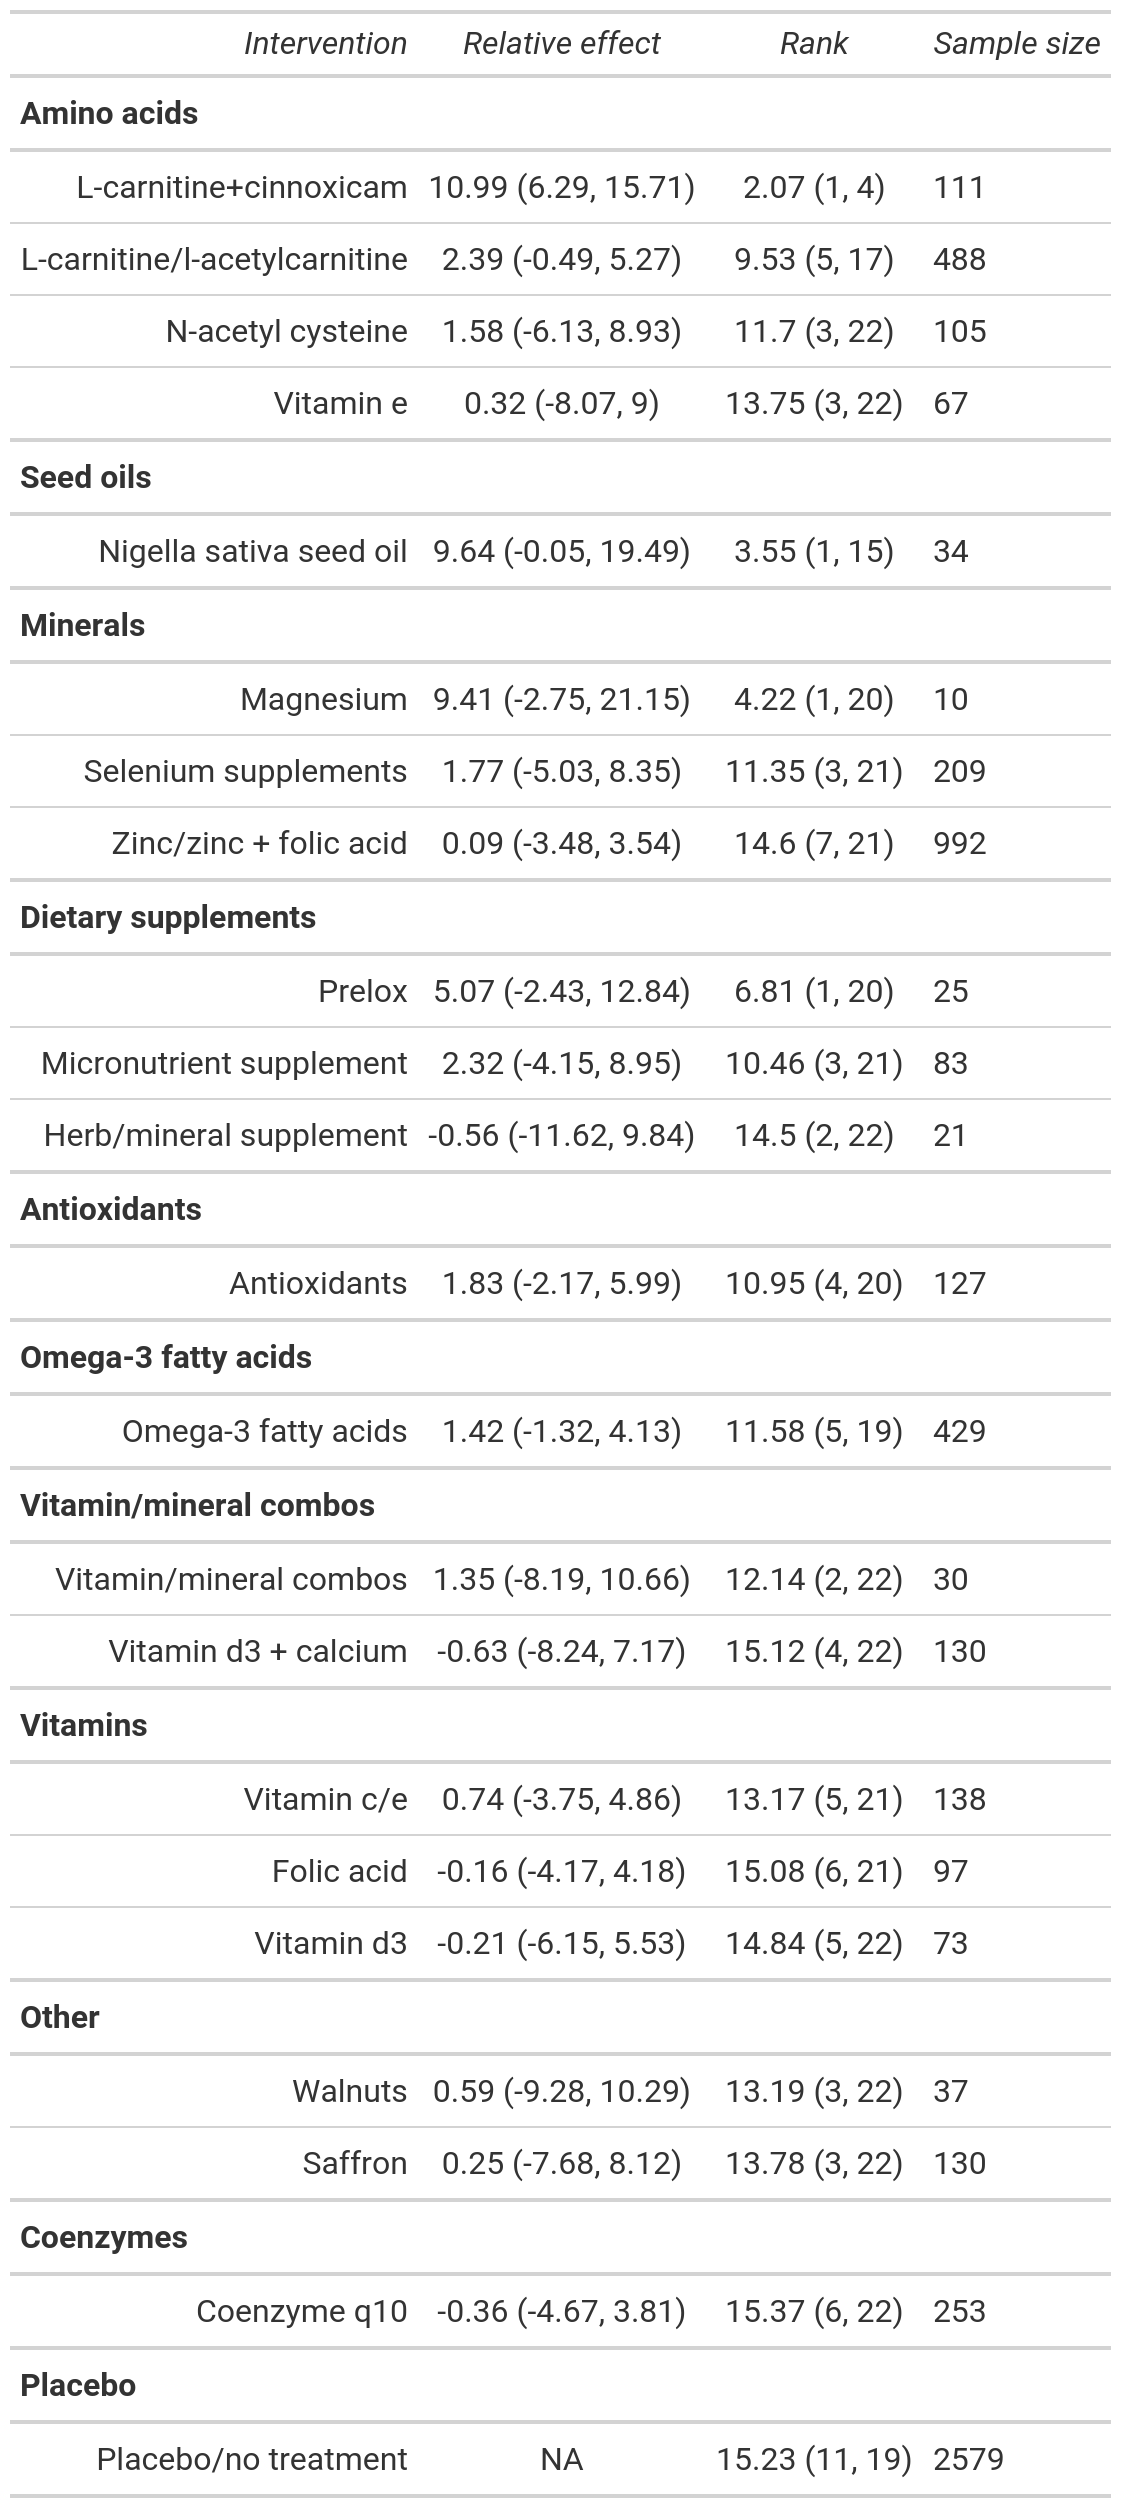 Intervention Relative effect Rank Sample size
Amino acids
L-carnitine+cinnoxicam 10.99 (6.29, 15.71) 2.07 (1, 4) 111
L-carnitine/l-acetylcarnitine 2.39 (-0.49, 5.27) 9.53 (5, 17) 488
N-acetyl cysteine 1.58 (-6.13, 8.93) 11.7 (3, 22) 105
Vitamin e 0.32 (-8.07, 9) 13.75 (3, 22) 67
Seed oils
Nigella sativa seed oil 9.64 (-0.05, 19.49) 3.55 (1, 15) 34
Minerals
Magnesium 9.41 (-2.75, 21.15) 4.22 (1, 20) 10
Selenium supplements 1.77 (-5.03, 8.35) 11.35 (3, 21) 209
Zinc/zinc + folic acid 0.09 (-3.48, 3.54) 14.6 (7, 21) 992
Dietary supplements
Prelox 5.07 (-2.43, 12.84) 6.81 (1, 20) 25
Micronutrient supplement 2.32 (-4.15, 8.95) 10.46 (3, 21) 83
Herb/mineral supplement -0.56 (-11.62, 9.84) 14.5 (2, 22) 21
Antioxidants
Antioxidants 1.83 (-2.17, 5.99) 10.95 (4, 20) 127
Omega-3 fatty acids
Omega-3 fatty acids 1.42 (-1.32, 4.13) 11.58 (5, 19) 429
Vitamin/mineral combos
Vitamin/mineral combos 1.35 (-8.19, 10.66) 12.14 (2, 22) 30
Vitamin d3 + calcium -0.63 (-8.24, 7.17) 15.12 (4, 22) 130
Vitamins
Vitamin c/e 0.74 (-3.75, 4.86) 13.17 (5, 21) 138
Folic acid -0.16 (-4.17, 4.18) 15.08 (6, 21) 97
Vitamin d3 -0.21 (-6.15, 5.53) 14.84 (5, 22) 73
Other
Walnuts 0.59 (-9.28, 10.29) 13.19 (3, 22) 37
Saffron 0.25 (-7.68, 8.12) 13.78 (3, 22) 130
Coenzymes
Coenzyme q10 -0.36 (-4.67, 3.81) 15.37 (6, 22) 253
Placebo
Placebo/no treatment NA 15.23 (11, 19) 2579